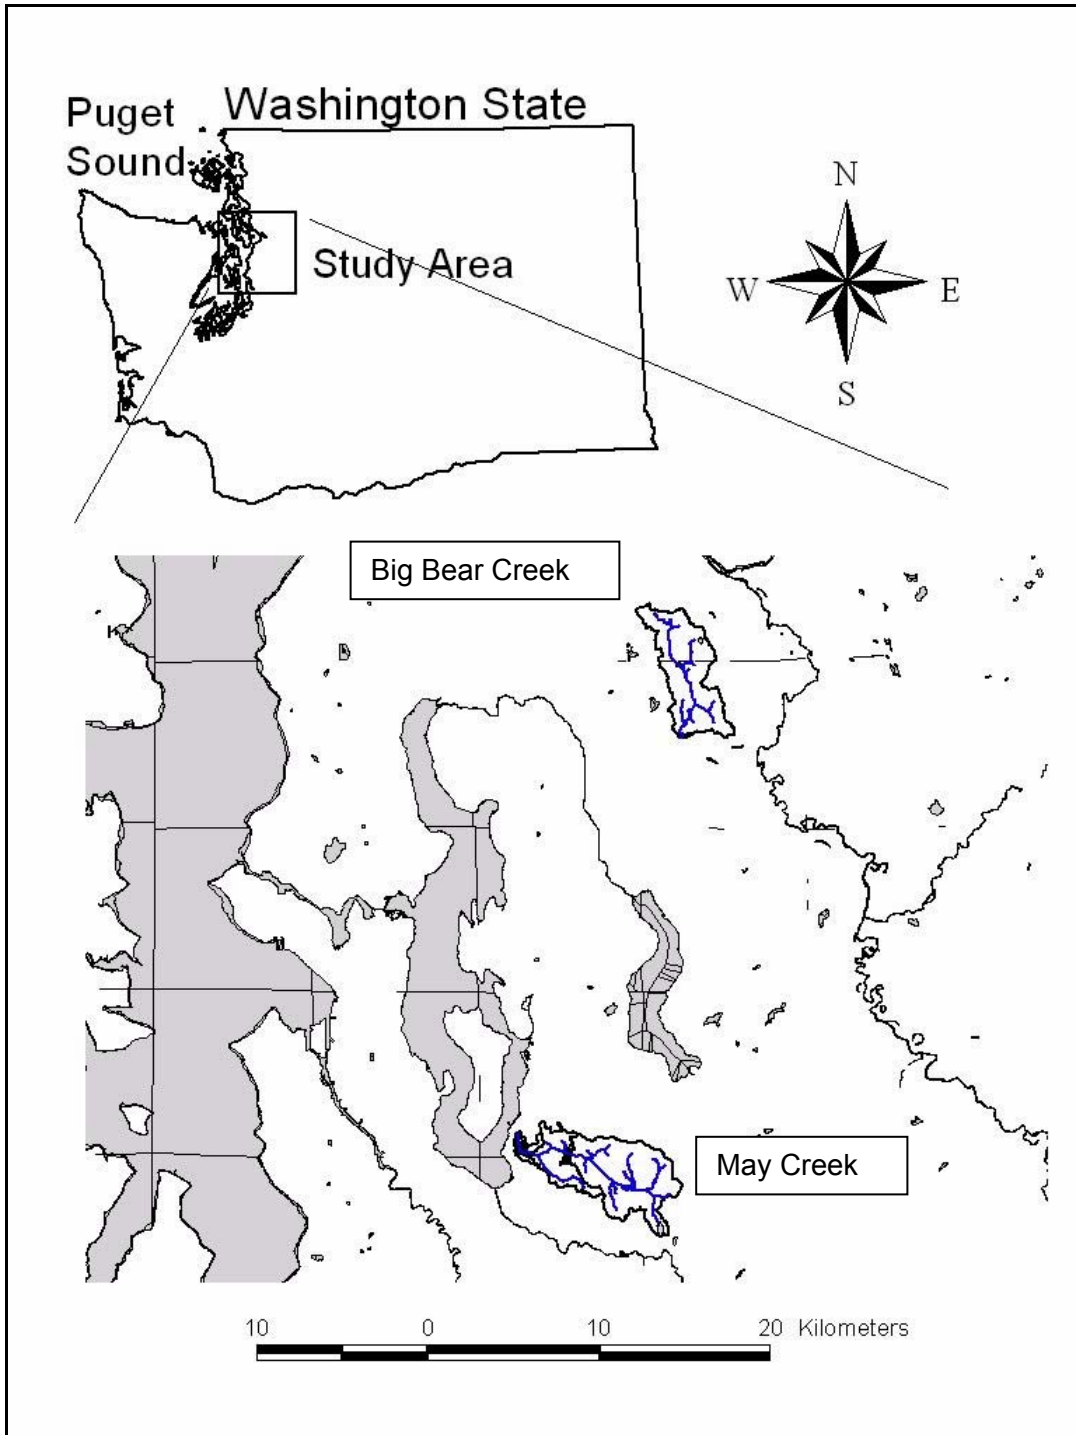 Washington State
Puget
Sound
Study Area
N
W
E
S
Big Bear Creek
May Creek
10 0 10 20 Kilometers